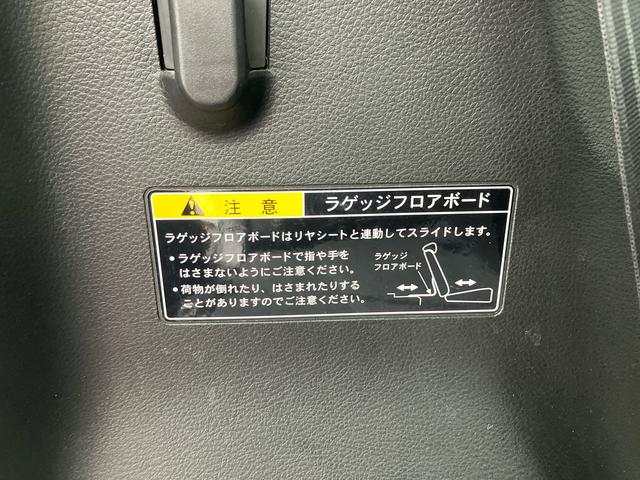 注意 ラゲッジフロアボード
ラゲッジフロアボードはリヤシートと連動してスライドします。
•ラゲッジフロアボードで指や手を
はさまないようにご注意ください。
•荷物が倒れたり、はさまれたりする
ことがありますのでご注意ください。
ラゲッジ
フロアボード